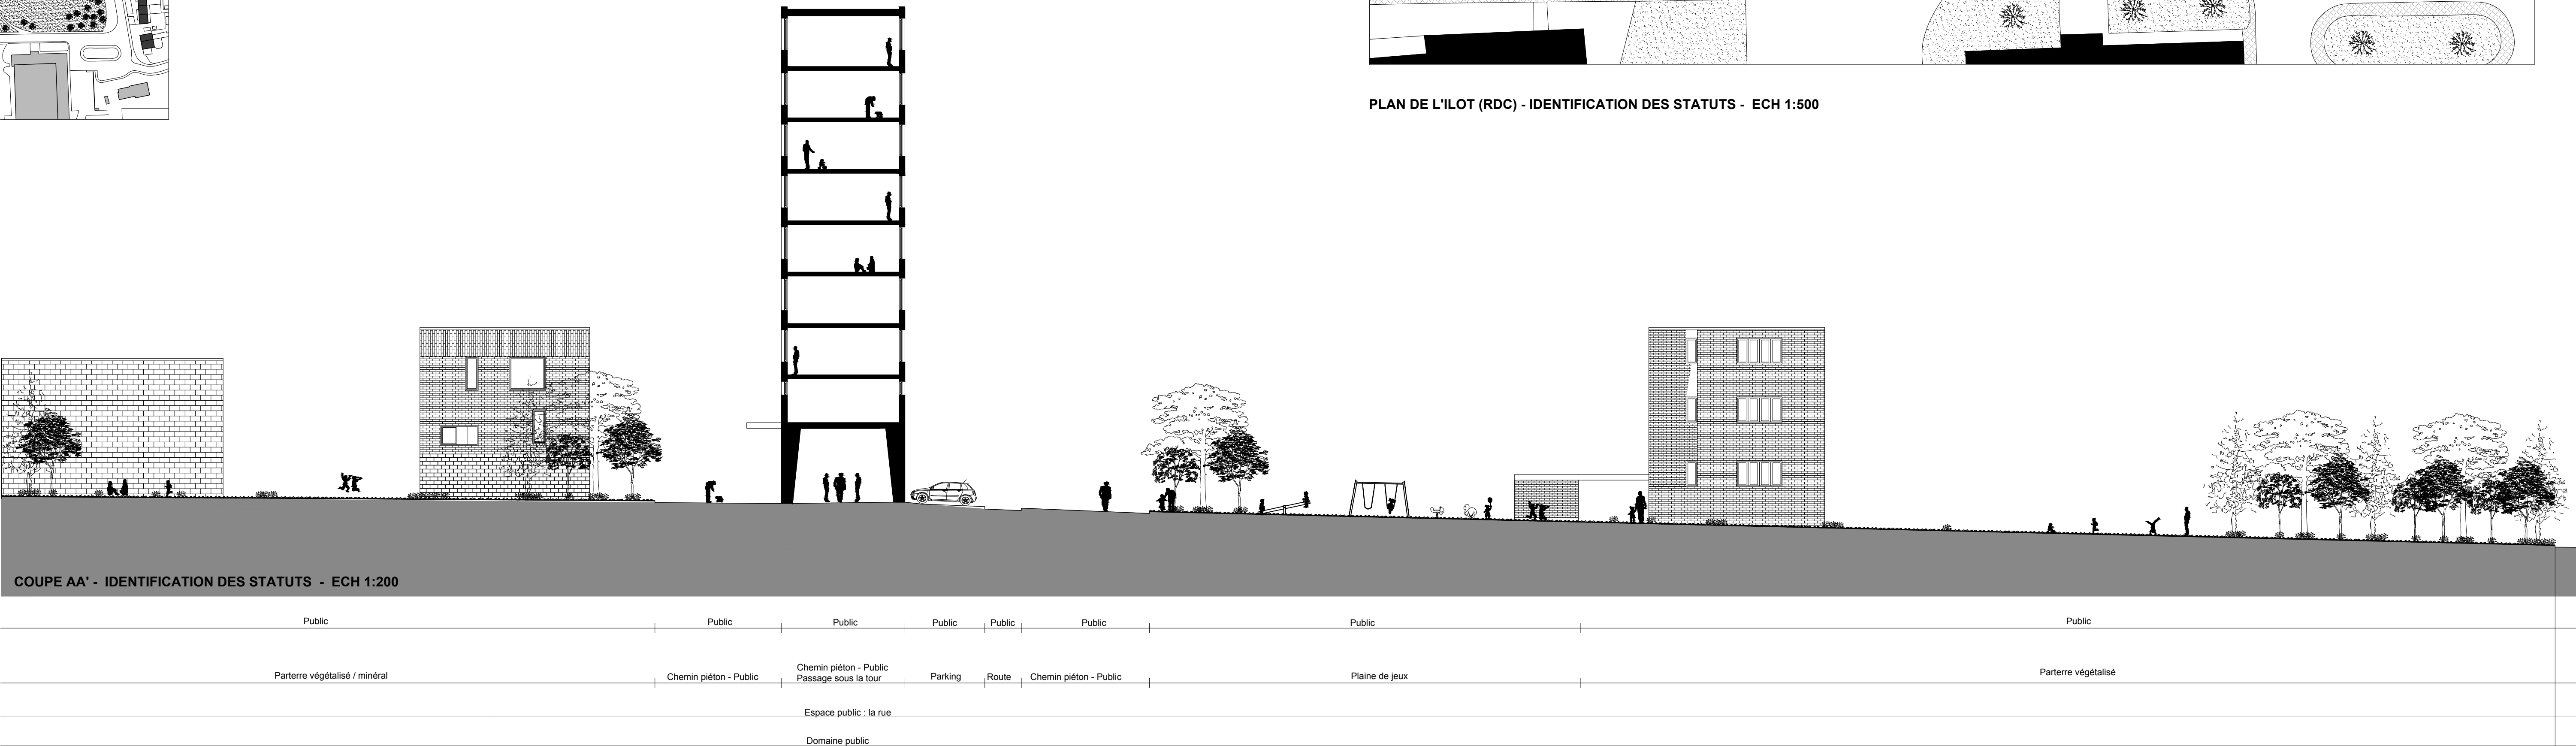 PLAN DE L'ILOT (RDC) - IDENTIFICATION DES STATUTS - ECH 1:500
COUPE AA' - IDENTIFICATION DES STATUTS - ECH 1:200
Public
Public
Public
Public
Public
Public
Public
Public
Parterre végétalisé / minéral
Chemin piéton - Public
Chemin piéton - Public
Passage sous la tour
Parking
Route
Chemin piéton - Public
Plaine de jeux
Parterre végétalisé
Espace public : la rue
Domaine public